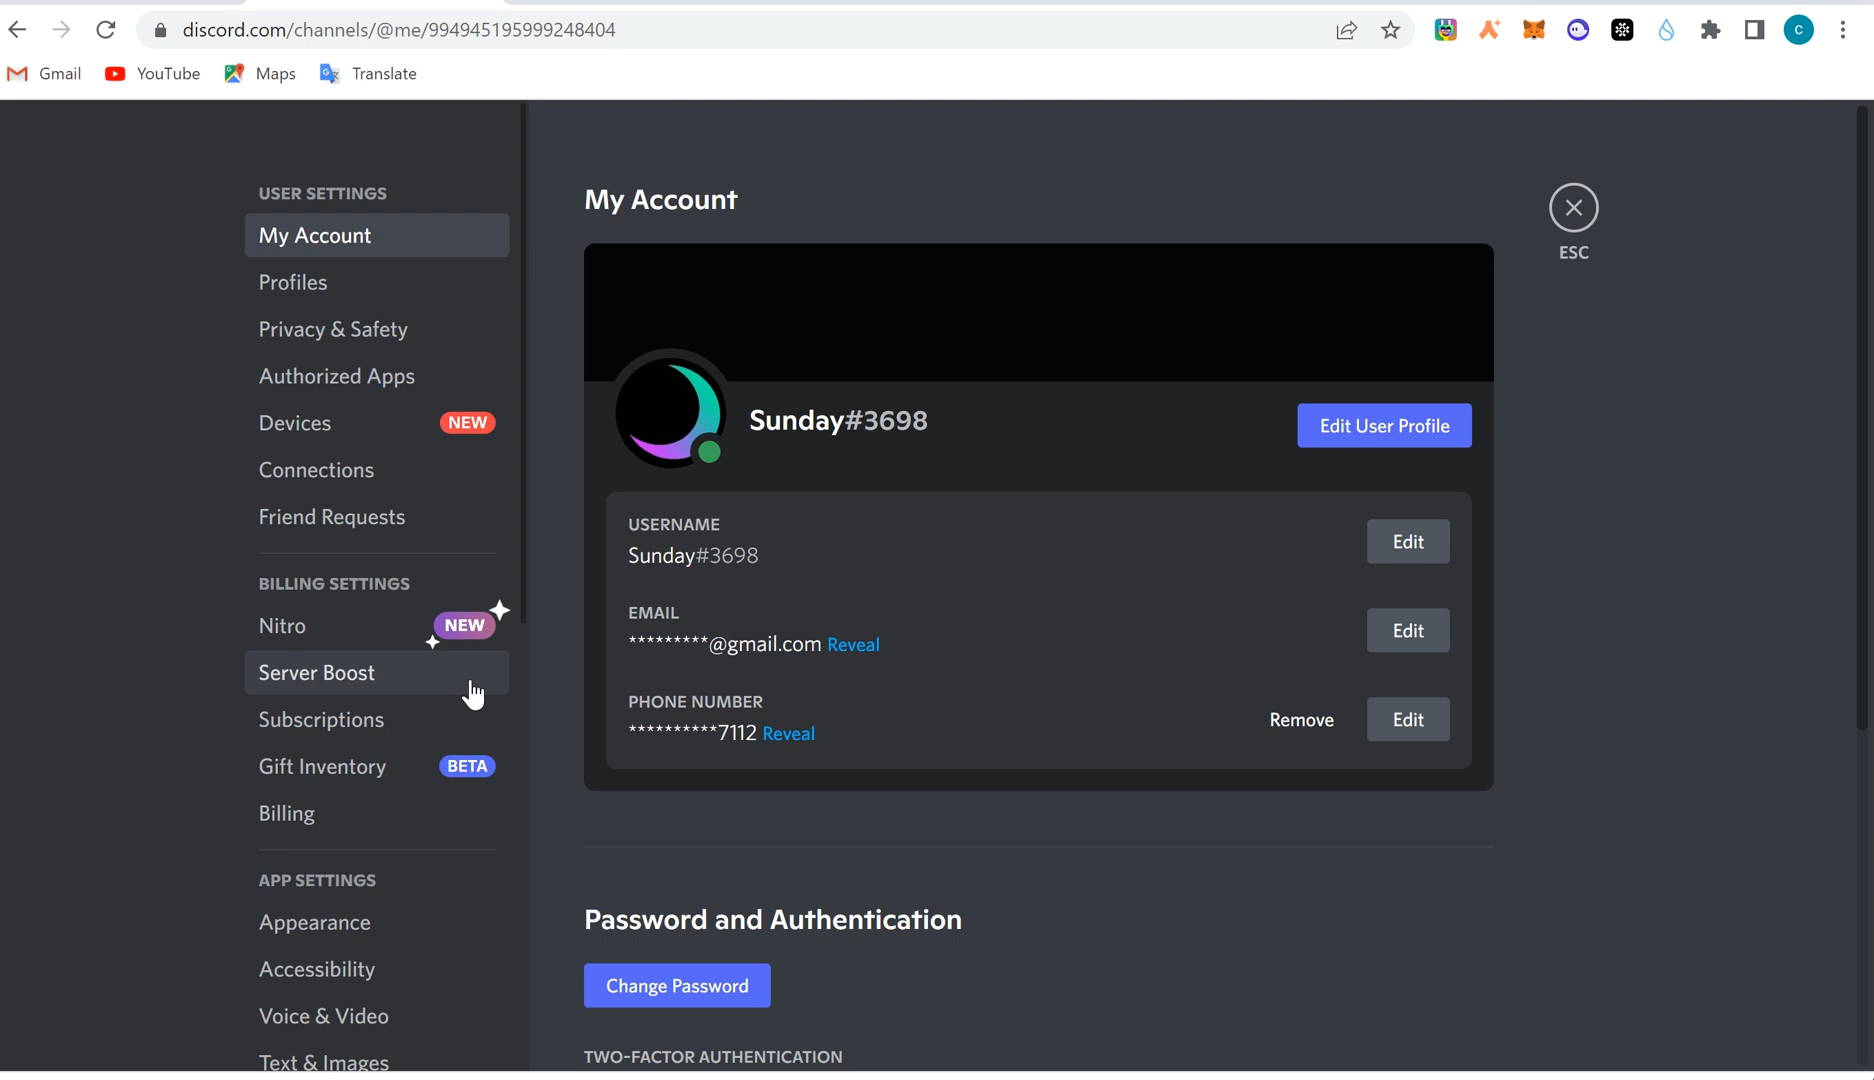 discord.com/channels/@me/994945195999248404
C
Gmail
YouTube
Maps
Translate
USER SETTINGS
My Account
Profiles
Privacy & Safety
Authorized Apps
Devices NEW
Connections
Friend Requests
BILLING SETTINGS
Nitro NEW
Server Boost
Subscriptions
Gift Inventory BETA
Billing
APP SETTINGS
Appearance
Accessibility
Voice & Video
Text & Images
My Account
ESC
Sunday#3698
Edit User Profile
USERNAME
Sunday#3698
Edit
EMAIL
*********@gmail.com Reveal
Edit
PHONE NUMBER
**********7112 Reveal
Remove
Edit
Password and Authentication
Change Password
TWO-FACTOR AUTHENTICATION